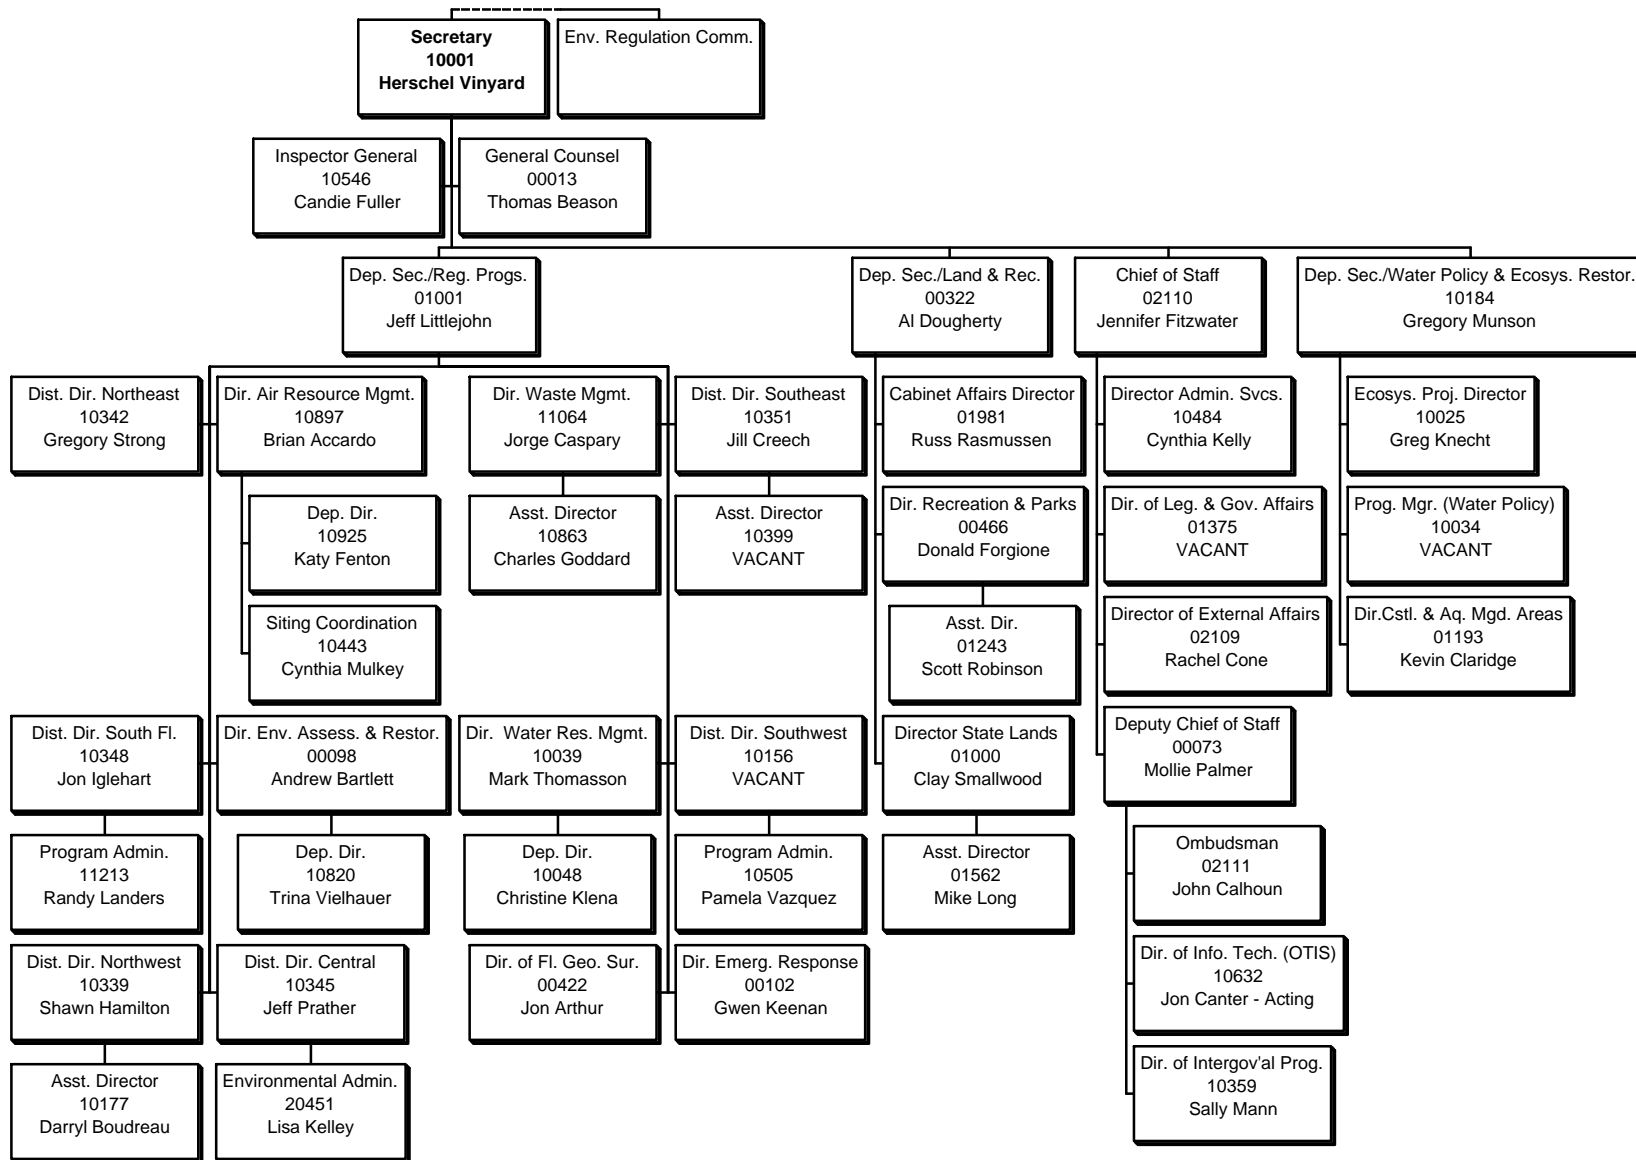 Secretary
10001
Herschel Vinyard
Env. Regulation Comm.
Inspector General
10546
Candie Fuller
General Counsel
00013
Thomas Beason
Dep. Sec./Reg. Progs.
01001
Jeff Littlejohn
Dep. Sec./Land & Rec.
00322
Al Dougherty
Chief of Staff
02110
Jennifer Fitzwater
Dep. Sec./Water Policy & Ecosys. Restor.
10184
Gregory Munson
Dist. Dir. Northeast
10342
Gregory Strong
Dir. Air Resource Mgmt.
10897
Brian Accardo
Dir. Waste Mgmt.
11064
Jorge Caspary
Dist. Dir. Southeast
10351
Jill Creech
Cabinet Affairs Director
01981
Russ Rasmussen
Director Admin. Svcs.
10484
Cynthia Kelly
Ecosys. Proj. Director
10025
Greg Knecht
Dep. Dir.
10925
Katy Fenton
Asst. Director
10863
Charles Goddard
Asst. Director
10399
VACANT
Dir. Recreation & Parks
00466
Donald Forgione
Dir. of Leg. & Gov. Affairs
01375
VACANT
Prog. Mgr. (Water Policy)
10034
VACANT
Siting Coordination
10443
Cynthia Mulkey
Asst. Dir.
01243
Scott Robinson
Director of External Affairs
02109
Rachel Cone
Dir.Cstl. & Aq. Mgd. Areas
01193
Kevin Claridge
Dist. Dir. South Fl.
10348
Jon Iglehart
Dir. Env. Assess. & Restor.
00098
Andrew Bartlett
Dir. Water Res. Mgmt.
10039
Mark Thomasson
Dist. Dir. Southwest
10156
VACANT
Director State Lands
01000
Clay Smallwood
Deputy Chief of Staff
00073
Mollie Palmer
Program Admin.
11213
Randy Landers
Dep. Dir.
10820
Trina Vielhauer
Dep. Dir.
10048
Christine Klena
Program Admin.
10505
Pamela Vazquez
Asst. Director
01562
Mike Long
Ombudsman
02111
John Calhoun
Dist. Dir. Northwest
10339
Shawn Hamilton
Dist. Dir. Central
10345
Jeff Prather
Dir. of Fl. Geo. Sur.
00422
Jon Arthur
Dir. Emerg. Response
00102
Gwen Keenan
Dir. of Info. Tech. (OTIS)
10632
Jon Canter - Acting
Asst. Director
10177
Darryl Boudreau
Environmental Admin.
20451
Lisa Kelley
Dir. of Intergov'al Prog.
10359
Sally Mann